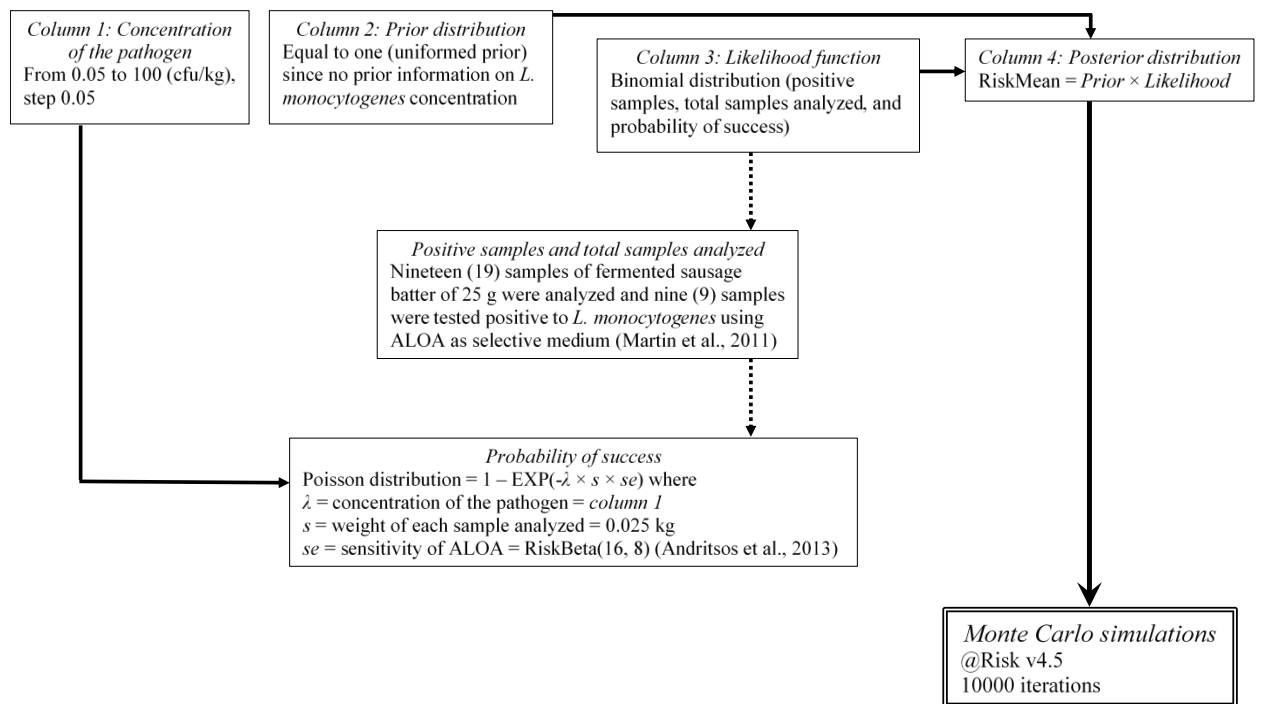 Column 1: Concentration
of the pathogen
From 0.05 to 100 (cfu/kg),
step 0.05
Column 2: Prior distribution
Equal to one (uniformed prior)
since no prior information on L.
monocytogenes concentration
Column 3: Likelihood function
Binomial distribution (positive
samples, total samples analyzed, and
probability of success)
Column 4: Posterior distribution
RiskMean = Prior × Likelihood
Positive samples and total samples analyzed
Nineteen (19) samples of fermented sausage
batter of 25 g were analyzed and nine (9) samples
were tested positive to L. monocytogenes using
ALOA as selective medium (Martin et al., 2011)
Probability of success
Poisson distribution = 1 – EXP(-λ × s × se) where
λ = concentration of the pathogen = column 1
s = weight of each sample analyzed = 0.025 kg
se = sensitivity of ALOA = RiskBeta(16, 8) (Andritsos et al., 2013)
Monte Carlo simulations
@Risk v4.5
10000 iterations